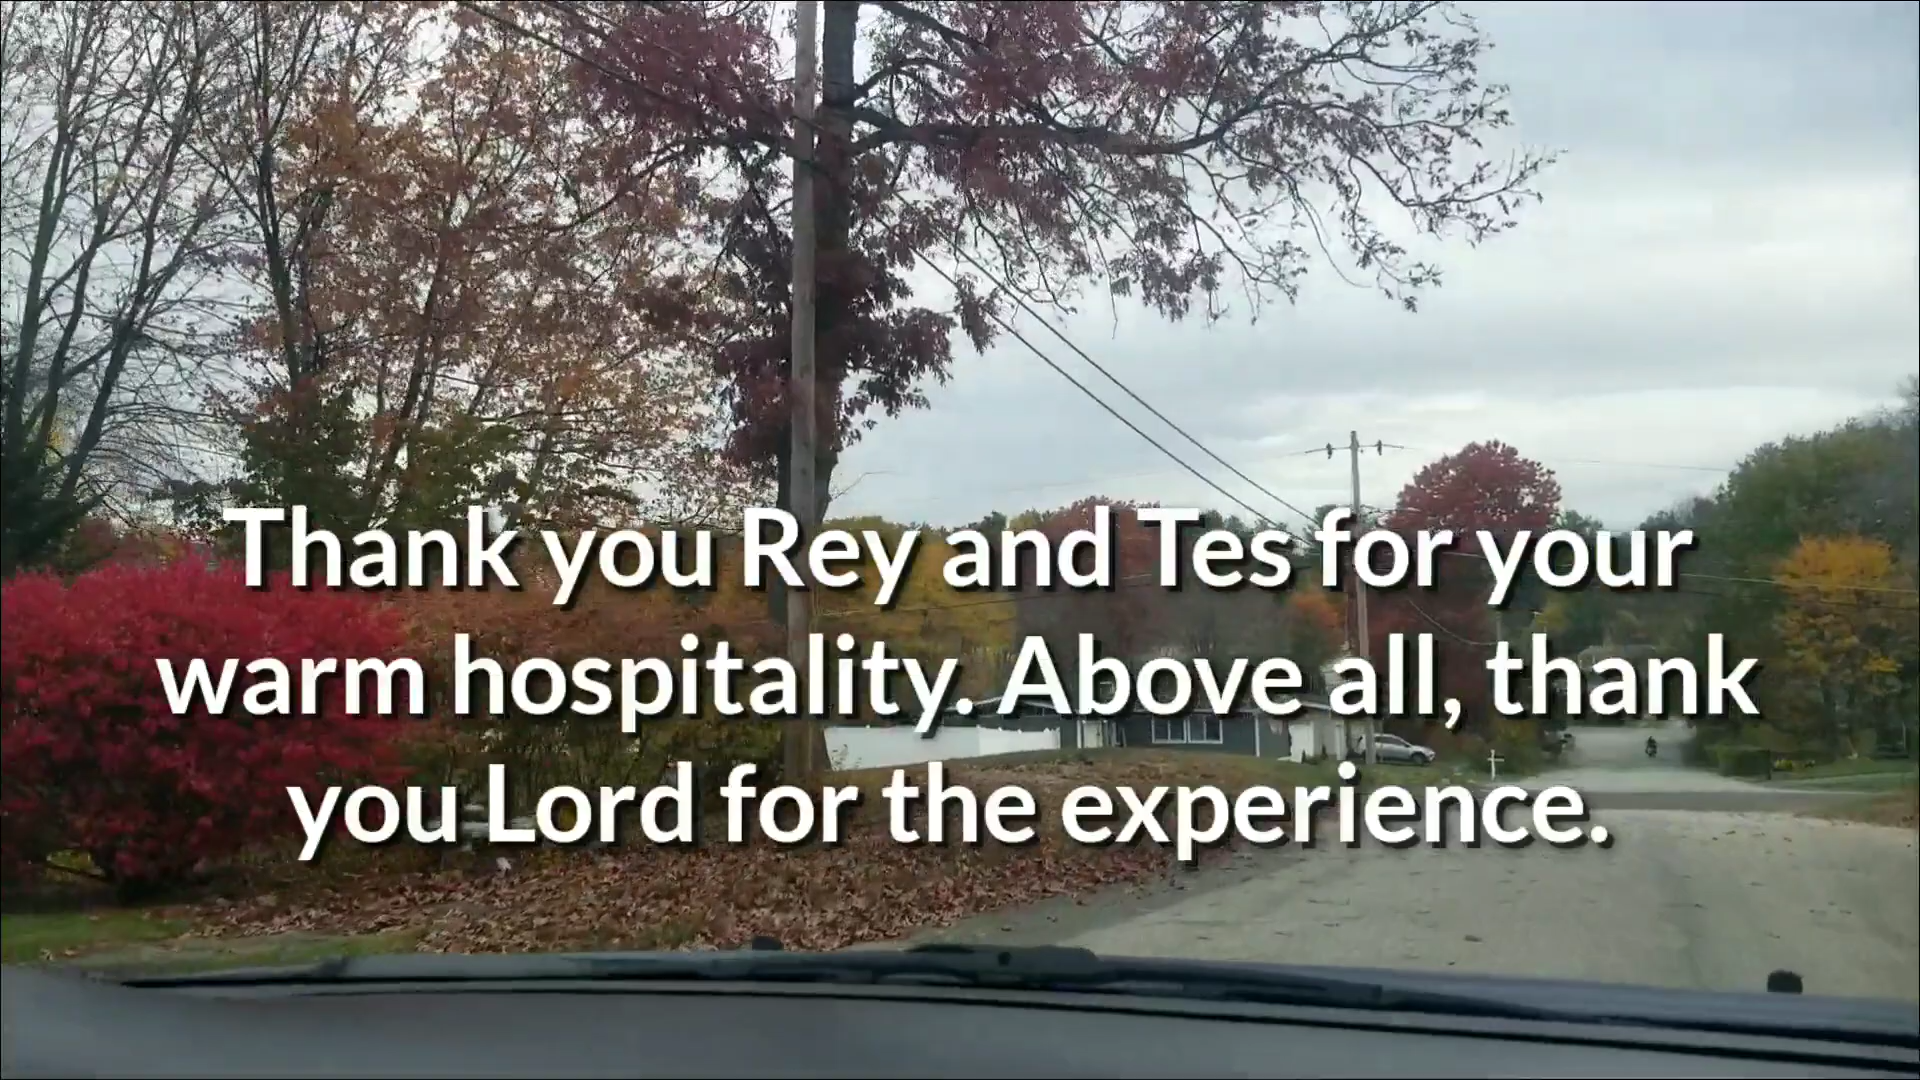 Thank you Rey and Tes for your
warm hospitality. Above all, thank
you Lord for the experience.